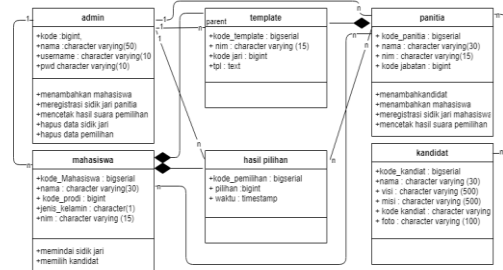 admin
+kode :bigint,
+nama : character varying(50)
+username : character varying(10
+pwd character varying(10)
+menambahkan mahasiswa
+meregistrasi sidik jari panitia
+mencetak hasil suara pemilihan
+hapus data sidik jari
+hapus data pemilihan
1
1
1
1
n
parent
template
+kode_template : bigserial
+ nim : character varying (15)
+kode jari : bigint
+tpl : text
n
panitia
+kode_panitia : bigserial
+ nama : character varying(30)
+ nim : character varying (15)
+ kode jabatan : bigint
+menambahkandidat
+menambahkan mahasiswa
+meregistrasi sidik jari mahasiswa
+mencetak hasil suara pemilihan
n
n
n
mahasiswa
+kode_Mahasiswa : bigserial
+nama : character varying(30)
+ kode_prodi : bigint
+jenis_kelamin : character(1)
+nim : character varying (15)
+memindai sidik jari
+memilih kandidat
n
n
n
hasil pilihan
+kode_pemilihan : bigserial
+ pilihan :bigint
+ waktu : timestamp
n
kandidat
+kode_kandiat : bigserial
+nama : character varying (30)
+ visi : character varying (500)
+ misi : character varying (500)
+kode kandiat : character varying
+ foto : character varying (100)
n